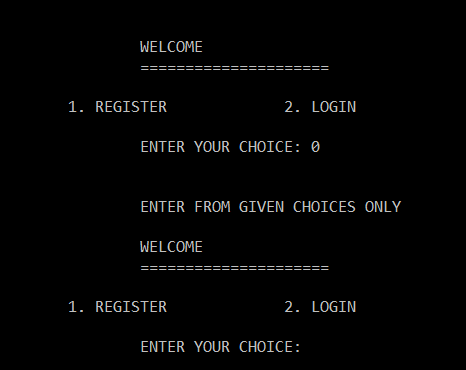 WELCOME
=====================
1. REGISTER 2. LOGIN
ENTER YOUR CHOICE: 0
ENTER FROM GIVEN CHOICES ONLY
WELCOME
=====================
1. REGISTER 2. LOGIN
ENTER YOUR CHOICE: